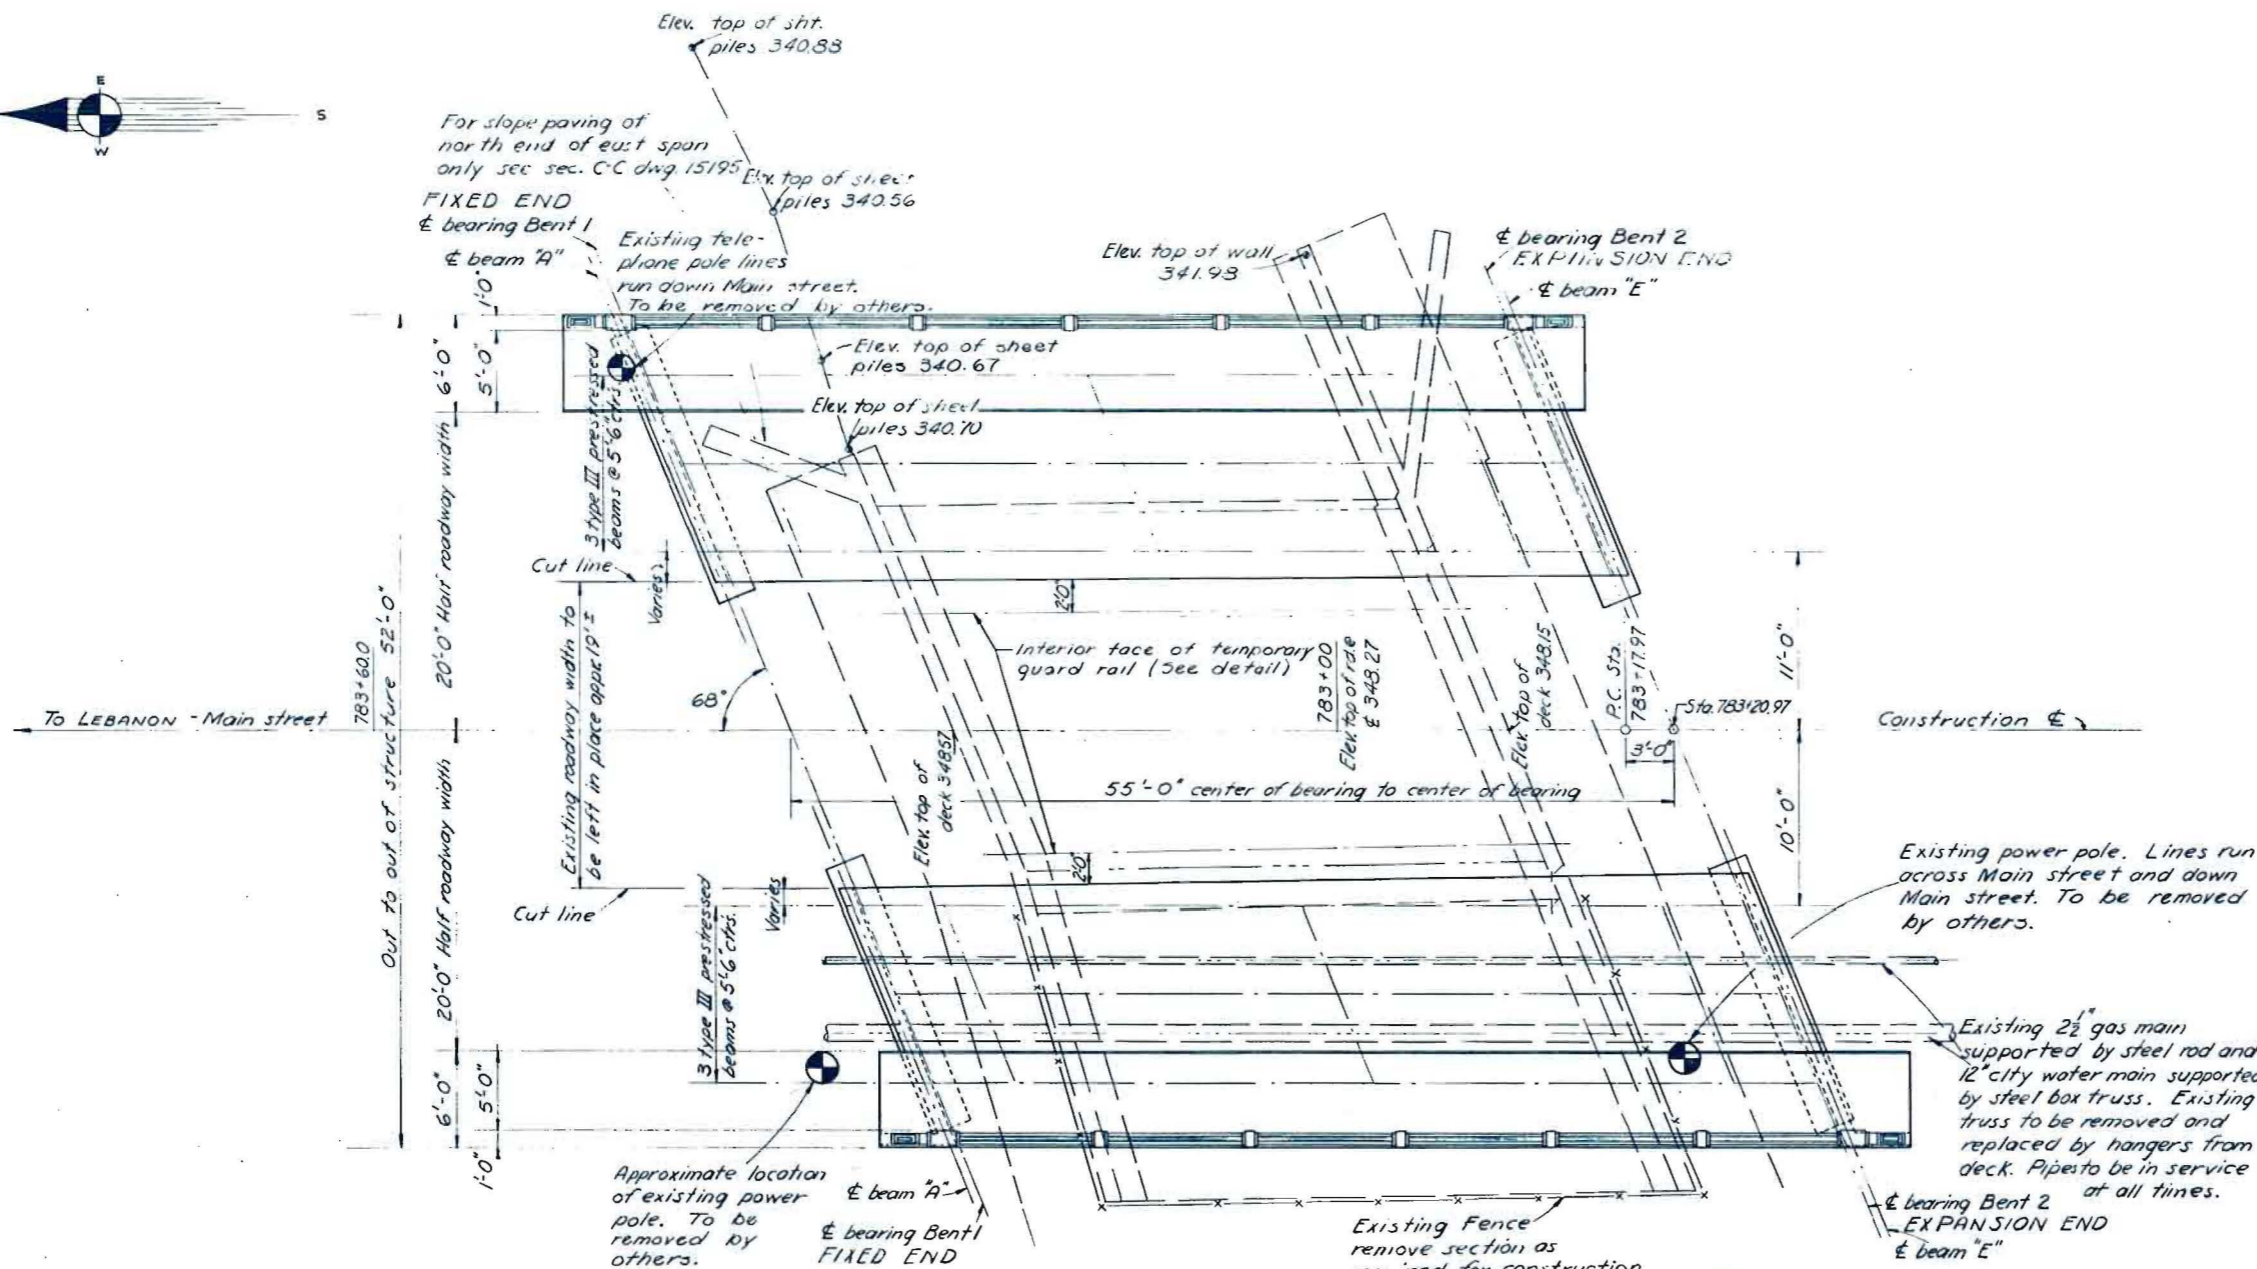 Elev. top of sht.
piles 340.88
E
S
W
For slope paving of
north end of east span
only see sec. C-C dwg. 15195
Elev. top of sheet
piles 340.56
FIXED END
℄ bearing Bent 1
℄ beam "A"
Existing tele-
phone pole lines
run down Main street.
To be removed by others.
Elev. top of wall
341.98
℄ bearing Bent 2
EXPANSION END
℄ beam "E"
1'-0"
5'-0"
6'-0"
Elev. top of sheet
piles 340.67
Elev. top of sheet
piles 340.70
3 type III prestressed
beams @ 5'-6" ctrs.
20'-0" Half roadway width
Cut line
Varies
2'-0"
Out to out of structure 52'-0"
Existing roadway width to
be left in place appx. 19'±
Interior face of temporary
guard rail (See detail)
783+00
Elev. top of rd.@
℄ 348.27
Elev. top of
deck 348.15
P.C. Sta.
783+17.97
11'-0"
68°
783+60.0
To LEBANON - Main street
Sta. 783+20.97
Construction ℄
3'-0"
Elev. top of
deck 348.57
55'-0" center of bearing to center of bearing
10'-0"
20'-0" Half roadway width
2'-0"
Cut line
Varies
3 type III prestressed
beams @ 5'-6" ctrs.
Existing power pole. Lines run
across Main street and down
Main street. To be removed
by others.
6'-0"
5'-0"
1'-0"
Existing 2½" gas main
supported by steel rod and
12" city water main supported
by steel box truss. Existing
truss to be removed and
replaced by hangers from
deck. Pipes to be in service
at all times.
Approximate location
of existing power
pole. To be
removed by
others.
℄ beam "A"
℄ bearing Bent 1
FIXED END
Existing Fence
remove section as
required for construction
℄ bearing Bent 2
EXPANSION END
℄ beam "E"